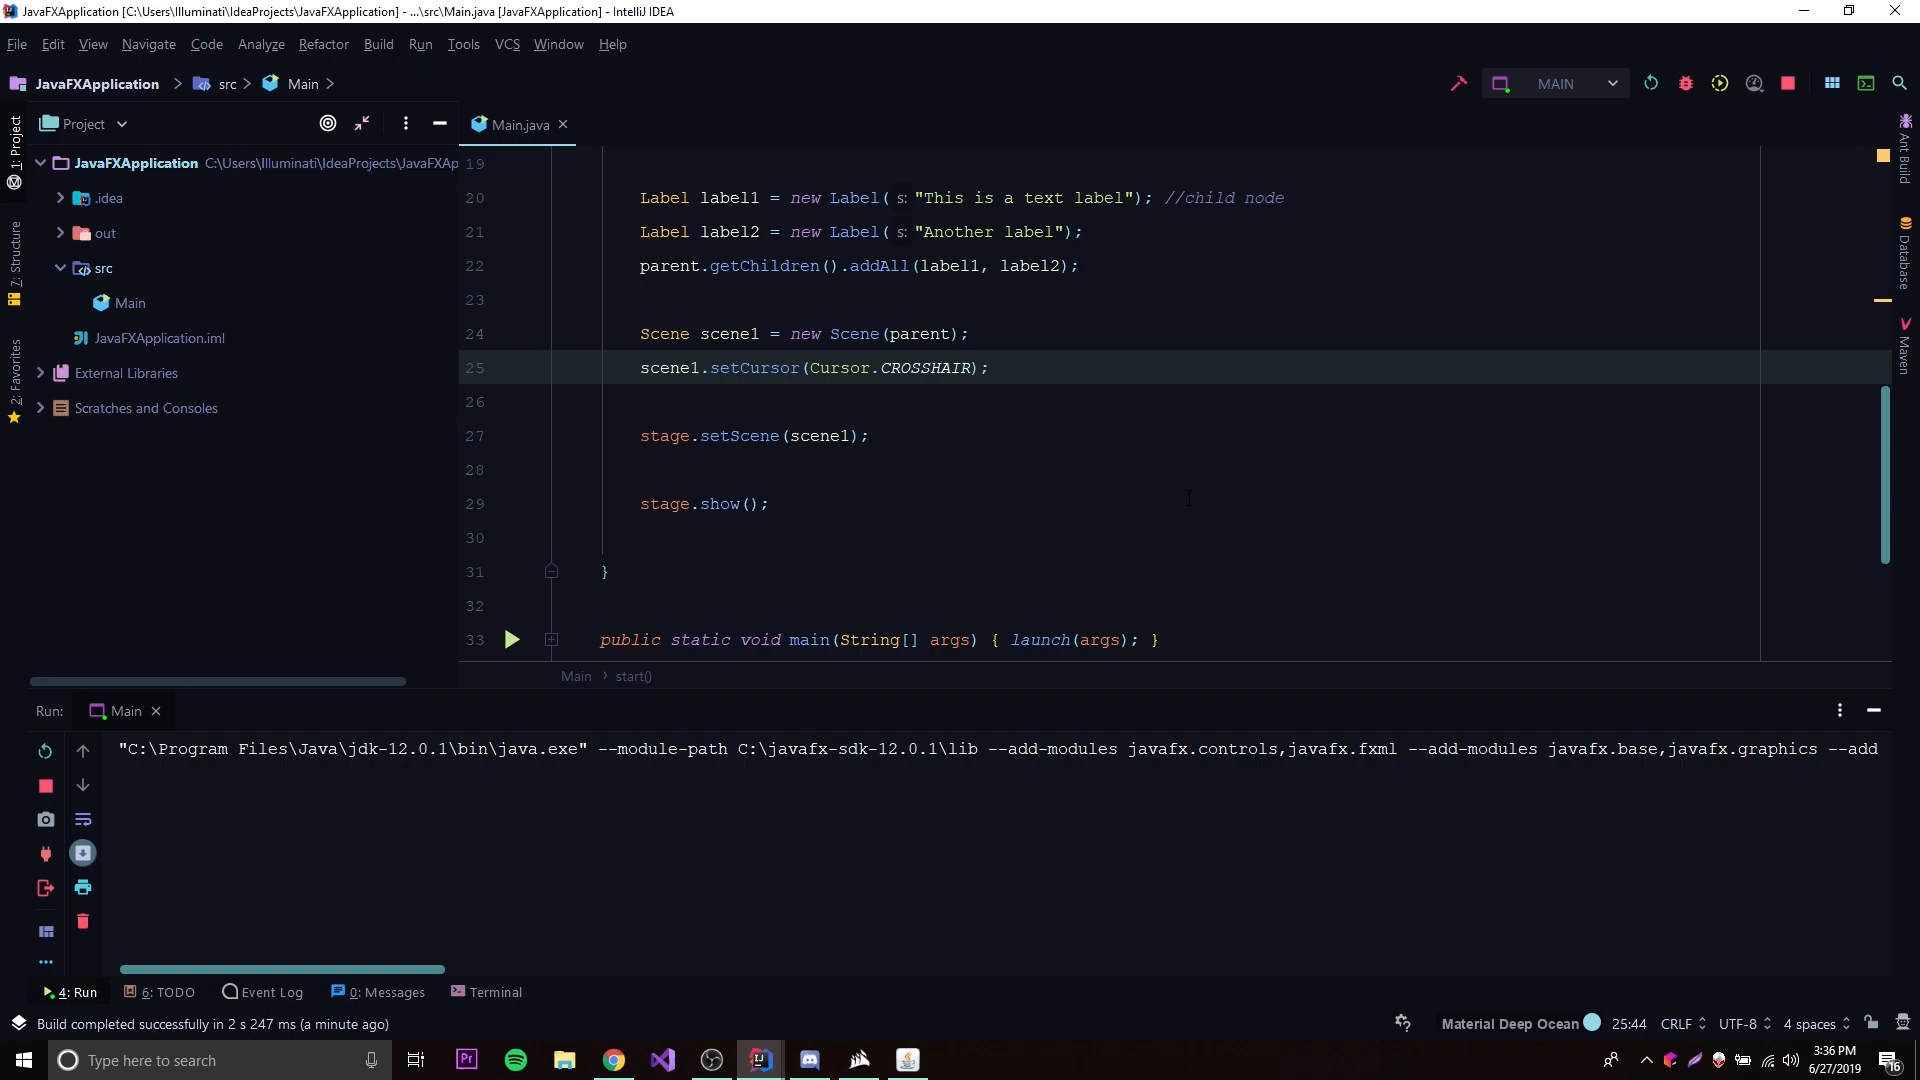 JavaFXApplication [C:\Users\Illuminati\IdeaProjects\JavaFXApplication] - ...\src\Main.java [JavaFXApplication] - IntelliJ IDEA
File Edit View Navigate Code Analyze Refactor Build Run Tools VCS Window Help
JavaFXApplication src Main
MAIN
Project
Main.java
1: Project
7: Structure
2: Favorites
JavaFXApplication C:\Users\Illuminati\IdeaProjects\JavaFXAp
.idea
out
src
Main
JavaFXApplication.iml
External Libraries
Scratches and Consoles
19
20 Label label1 = new Label( s: "This is a text label"); //child node
21 Label label2 = new Label( s: "Another label");
22 parent.getChildren().addAll(label1, label2);
23
24 Scene scene1 = new Scene(parent);
25 scene1.setCursor(Cursor.CROSSHAIR);
26
27 stage.setScene(scene1);
28
29 stage.show();
30
31 }
32
33 public static void main(String[] args) { launch(args); }
Main › start()
Ant Build
Database
Maven
Run: Main
"C:\Program Files\Java\jdk-12.0.1\bin\java.exe" --module-path C:\javafx-sdk-12.0.1\lib --add-modules javafx.controls,javafx.fxml --add-modules javafx.base,javafx.graphics --add
4: Run 6: TODO Event Log 0: Messages Terminal
Build completed successfully in 2 s 247 ms (a minute ago)
Material Deep Ocean 25:44 CRLF UTF-8 4 spaces
Type here to search
Pr
IJ
3:36 PM
6/27/2019
16